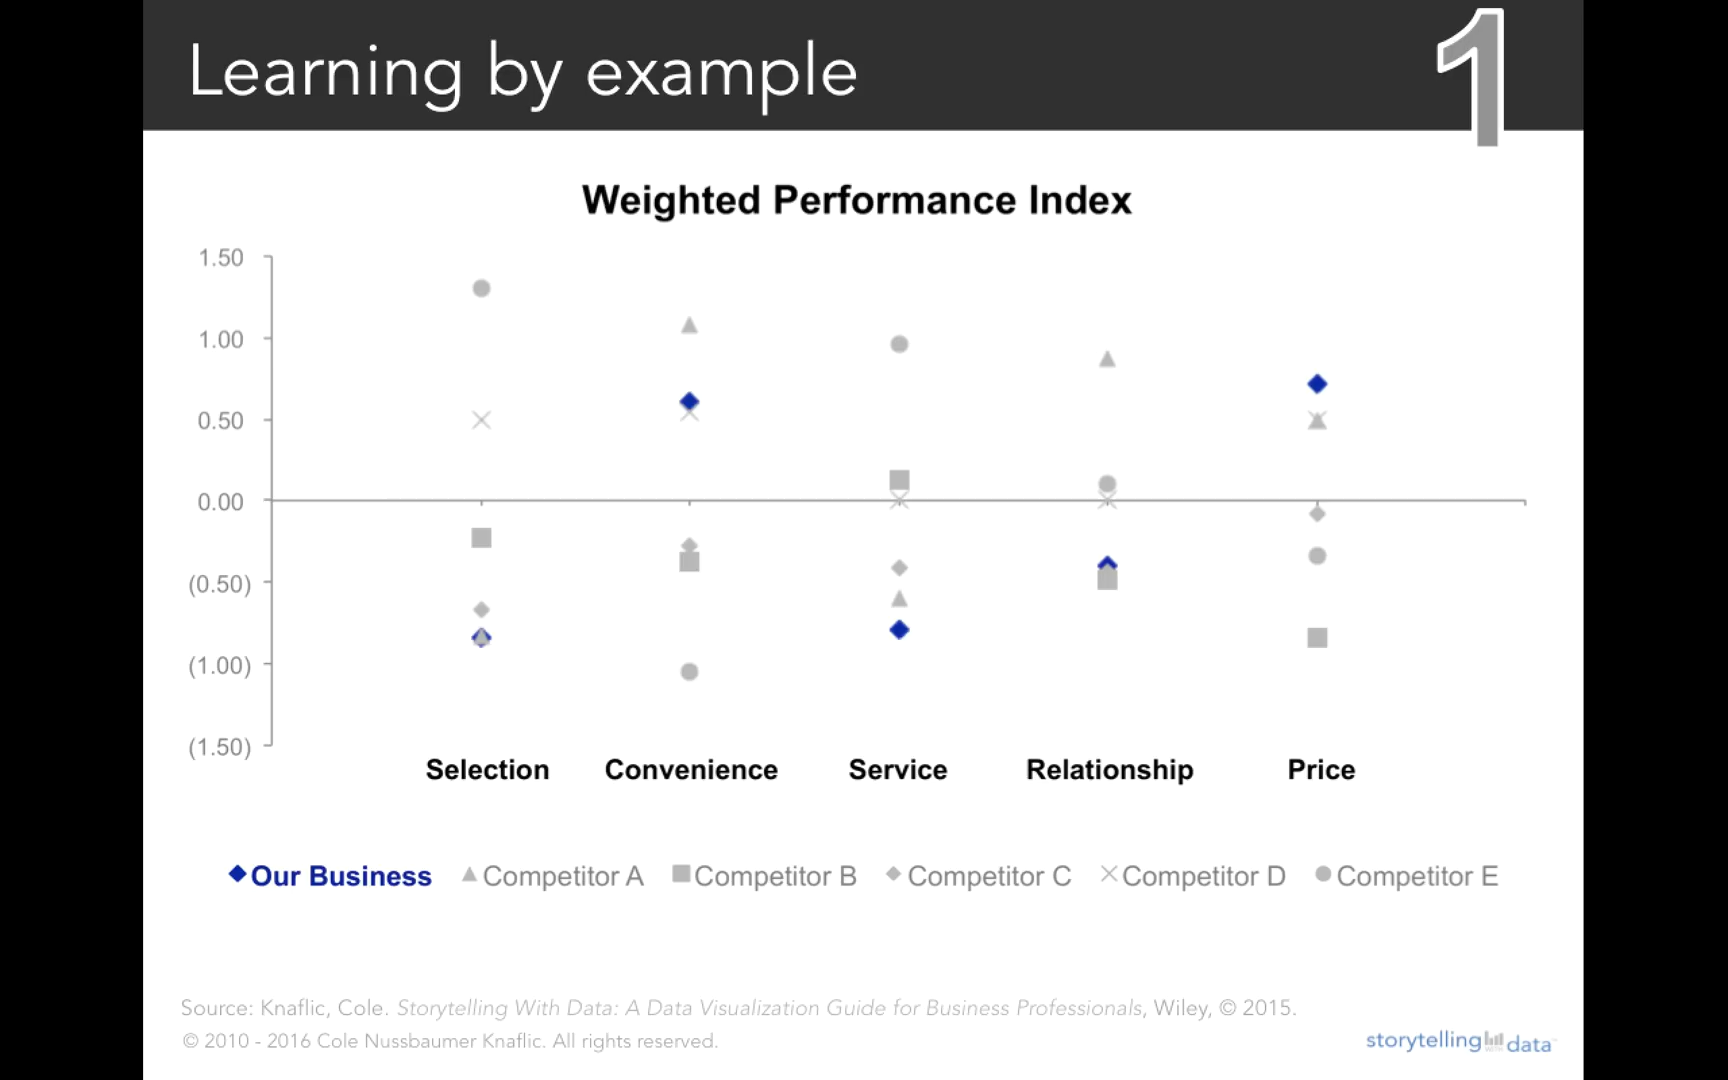 Learning by example
1
Weighted Performance Index
1.50
1.00
0.50
0.00
(0.50)
(1.00)
(1.50)
Selection Convenience Service Relationship Price
Our Business Competitor A Competitor B Competitor C Competitor D Competitor E
Source: Knaflic, Cole. Storytelling With Data: A Data Visualization Guide for Business Professionals, Wiley, © 2015.
© 2010 - 2016 Cole Nussbaumer Knaflic. All rights reserved.
storytelling with data